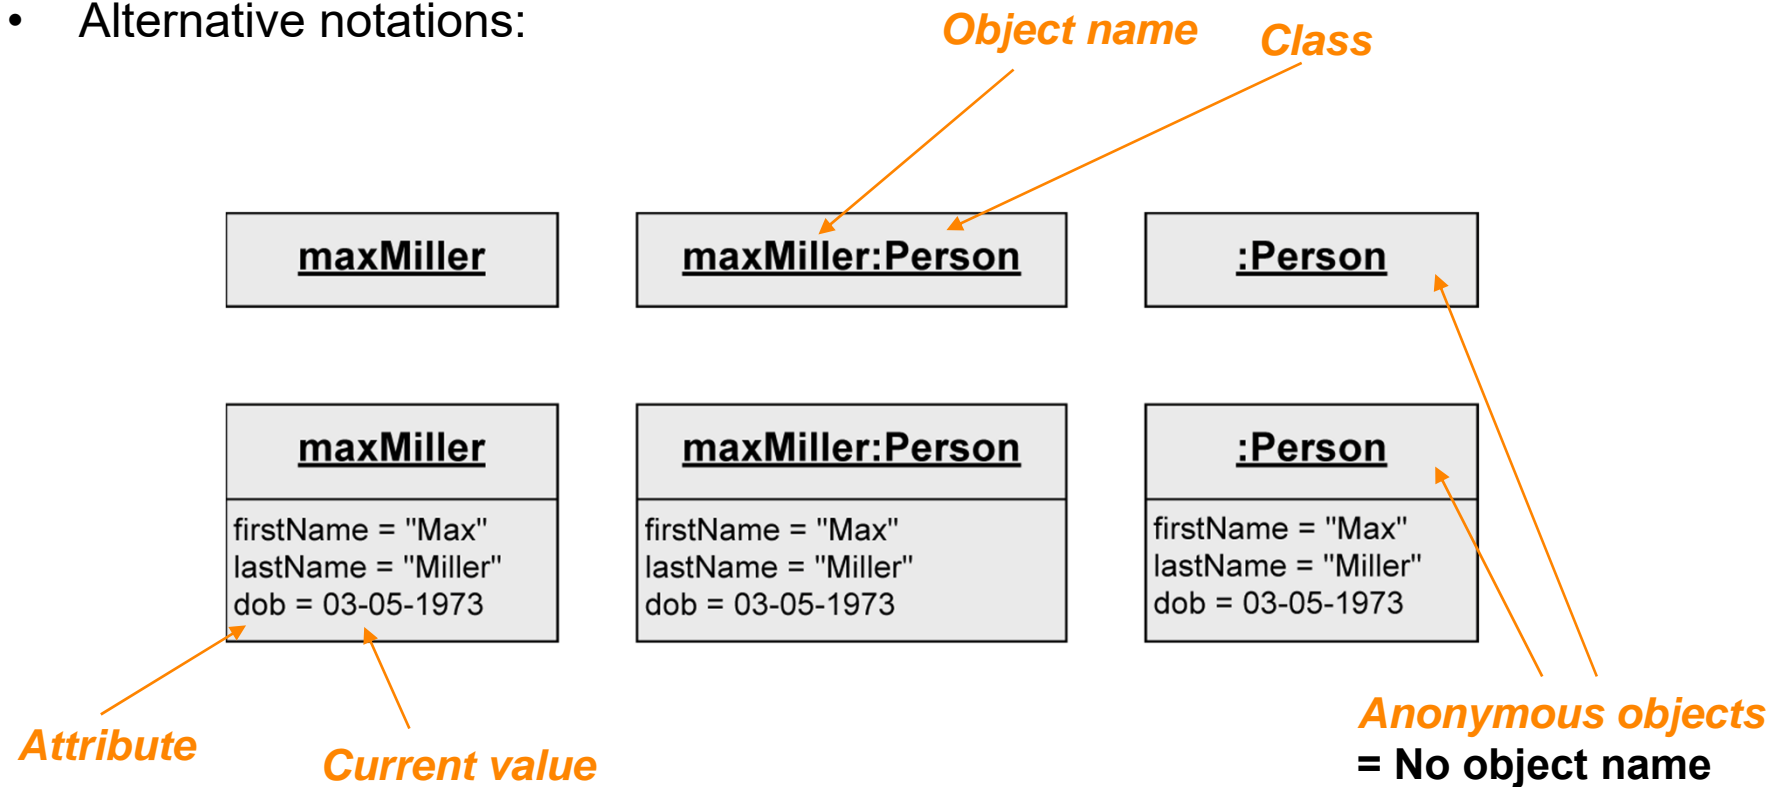 • Alternative notations:
Object name
Class
maxMiller
maxMiller:Person
:Person
maxMiller
firstName = "Max"
lastName = "Miller"
dob = 03-05-1973
maxMiller:Person
firstName = "Max"
lastName = "Miller"
dob = 03-05-1973
:Person
firstName = "Max"
lastName = "Miller"
dob = 03-05-1973
Attribute
Current value
Anonymous objects
= No object name